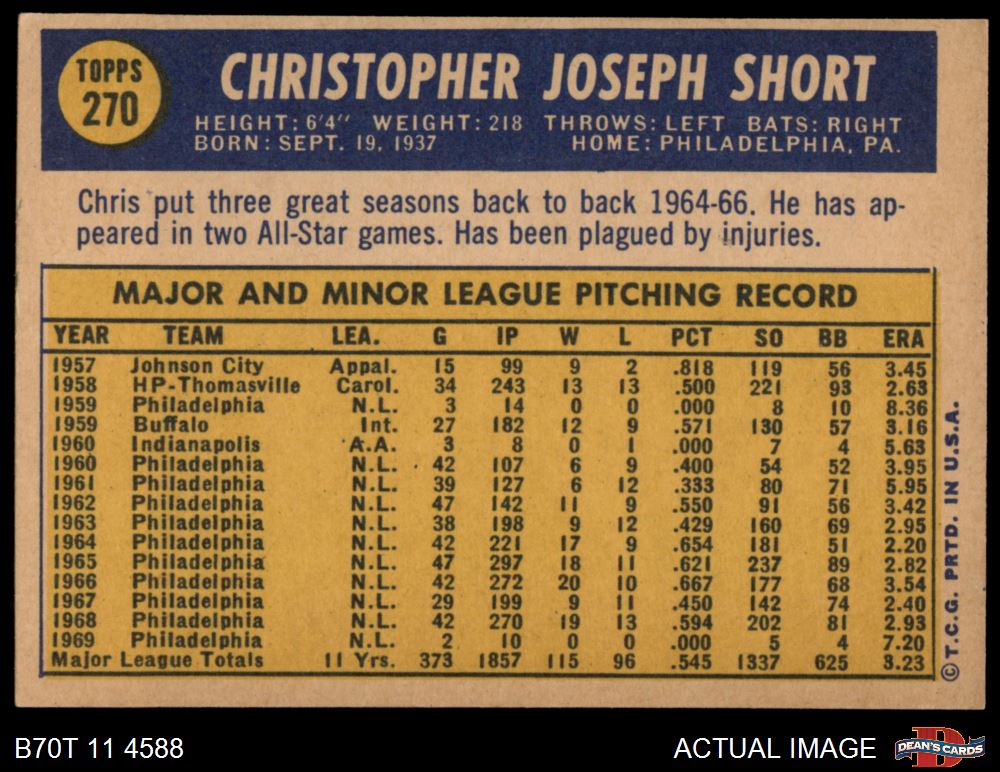 TOPPS
270
CHRISTOPHER JOSEPH SHORT
HEIGHT: 6'4" WEIGHT: 218 THROWS: LEFT BATS: RIGHT
BORN: SEPT. 19, 1937 HOME: PHILADELPHIA, PA.
Chris put three great seasons back to back 1964-66. He has ap-
peared in two All-Star games. Has been plagued by injuries.
MAJOR AND MINOR LEAGUE PITCHING RECORD
YEAR TEAM LEA. G IP W L PCT SO BB ERA
1957 Johnson City Appal. 15 99 9 2 .818 119 56 3.45
1958 HP-Thomasville Carol. 34 243 13 13 .500 221 93 2.63
1959 Philadelphia N.L. 3 14 0 0 .000 8 10 8.36
1959 Buffalo Int. 27 182 12 9 .571 130 57 3.16
1960 Indianapolis A.A. 3 8 0 1 .000 7 4 5.63
1960 Philadelphia N.L. 42 107 6 9 .400 54 52 3.95
1961 Philadelphia N.L. 39 127 6 12 .333 80 71 5.95
1962 Philadelphia N.L. 47 142 11 9 .550 91 56 3.42
1963 Philadelphia N.L. 38 198 9 12 .429 160 69 2.95
1964 Philadelphia N.L. 42 221 17 9 .654 181 51 2.20
1965 Philadelphia N.L. 47 297 18 11 .621 237 89 2.82
1966 Philadelphia N.L. 42 272 20 10 .667 177 68 3.54
1967 Philadelphia N.L. 29 199 9 11 .450 142 74 2.40
1968 Philadelphia N.L. 42 270 19 13 .594 202 81 2.93
1969 Philadelphia N.L. 2 10 0 0 .000 5 4 7.20
Major League Totals 11 Yrs. 373 1857 115 96 .545 1337 625 3.23
©T.C.G. PRTD. IN U.S.A.
B70T 11 4588 ACTUAL IMAGE
DEAN'S CARDS